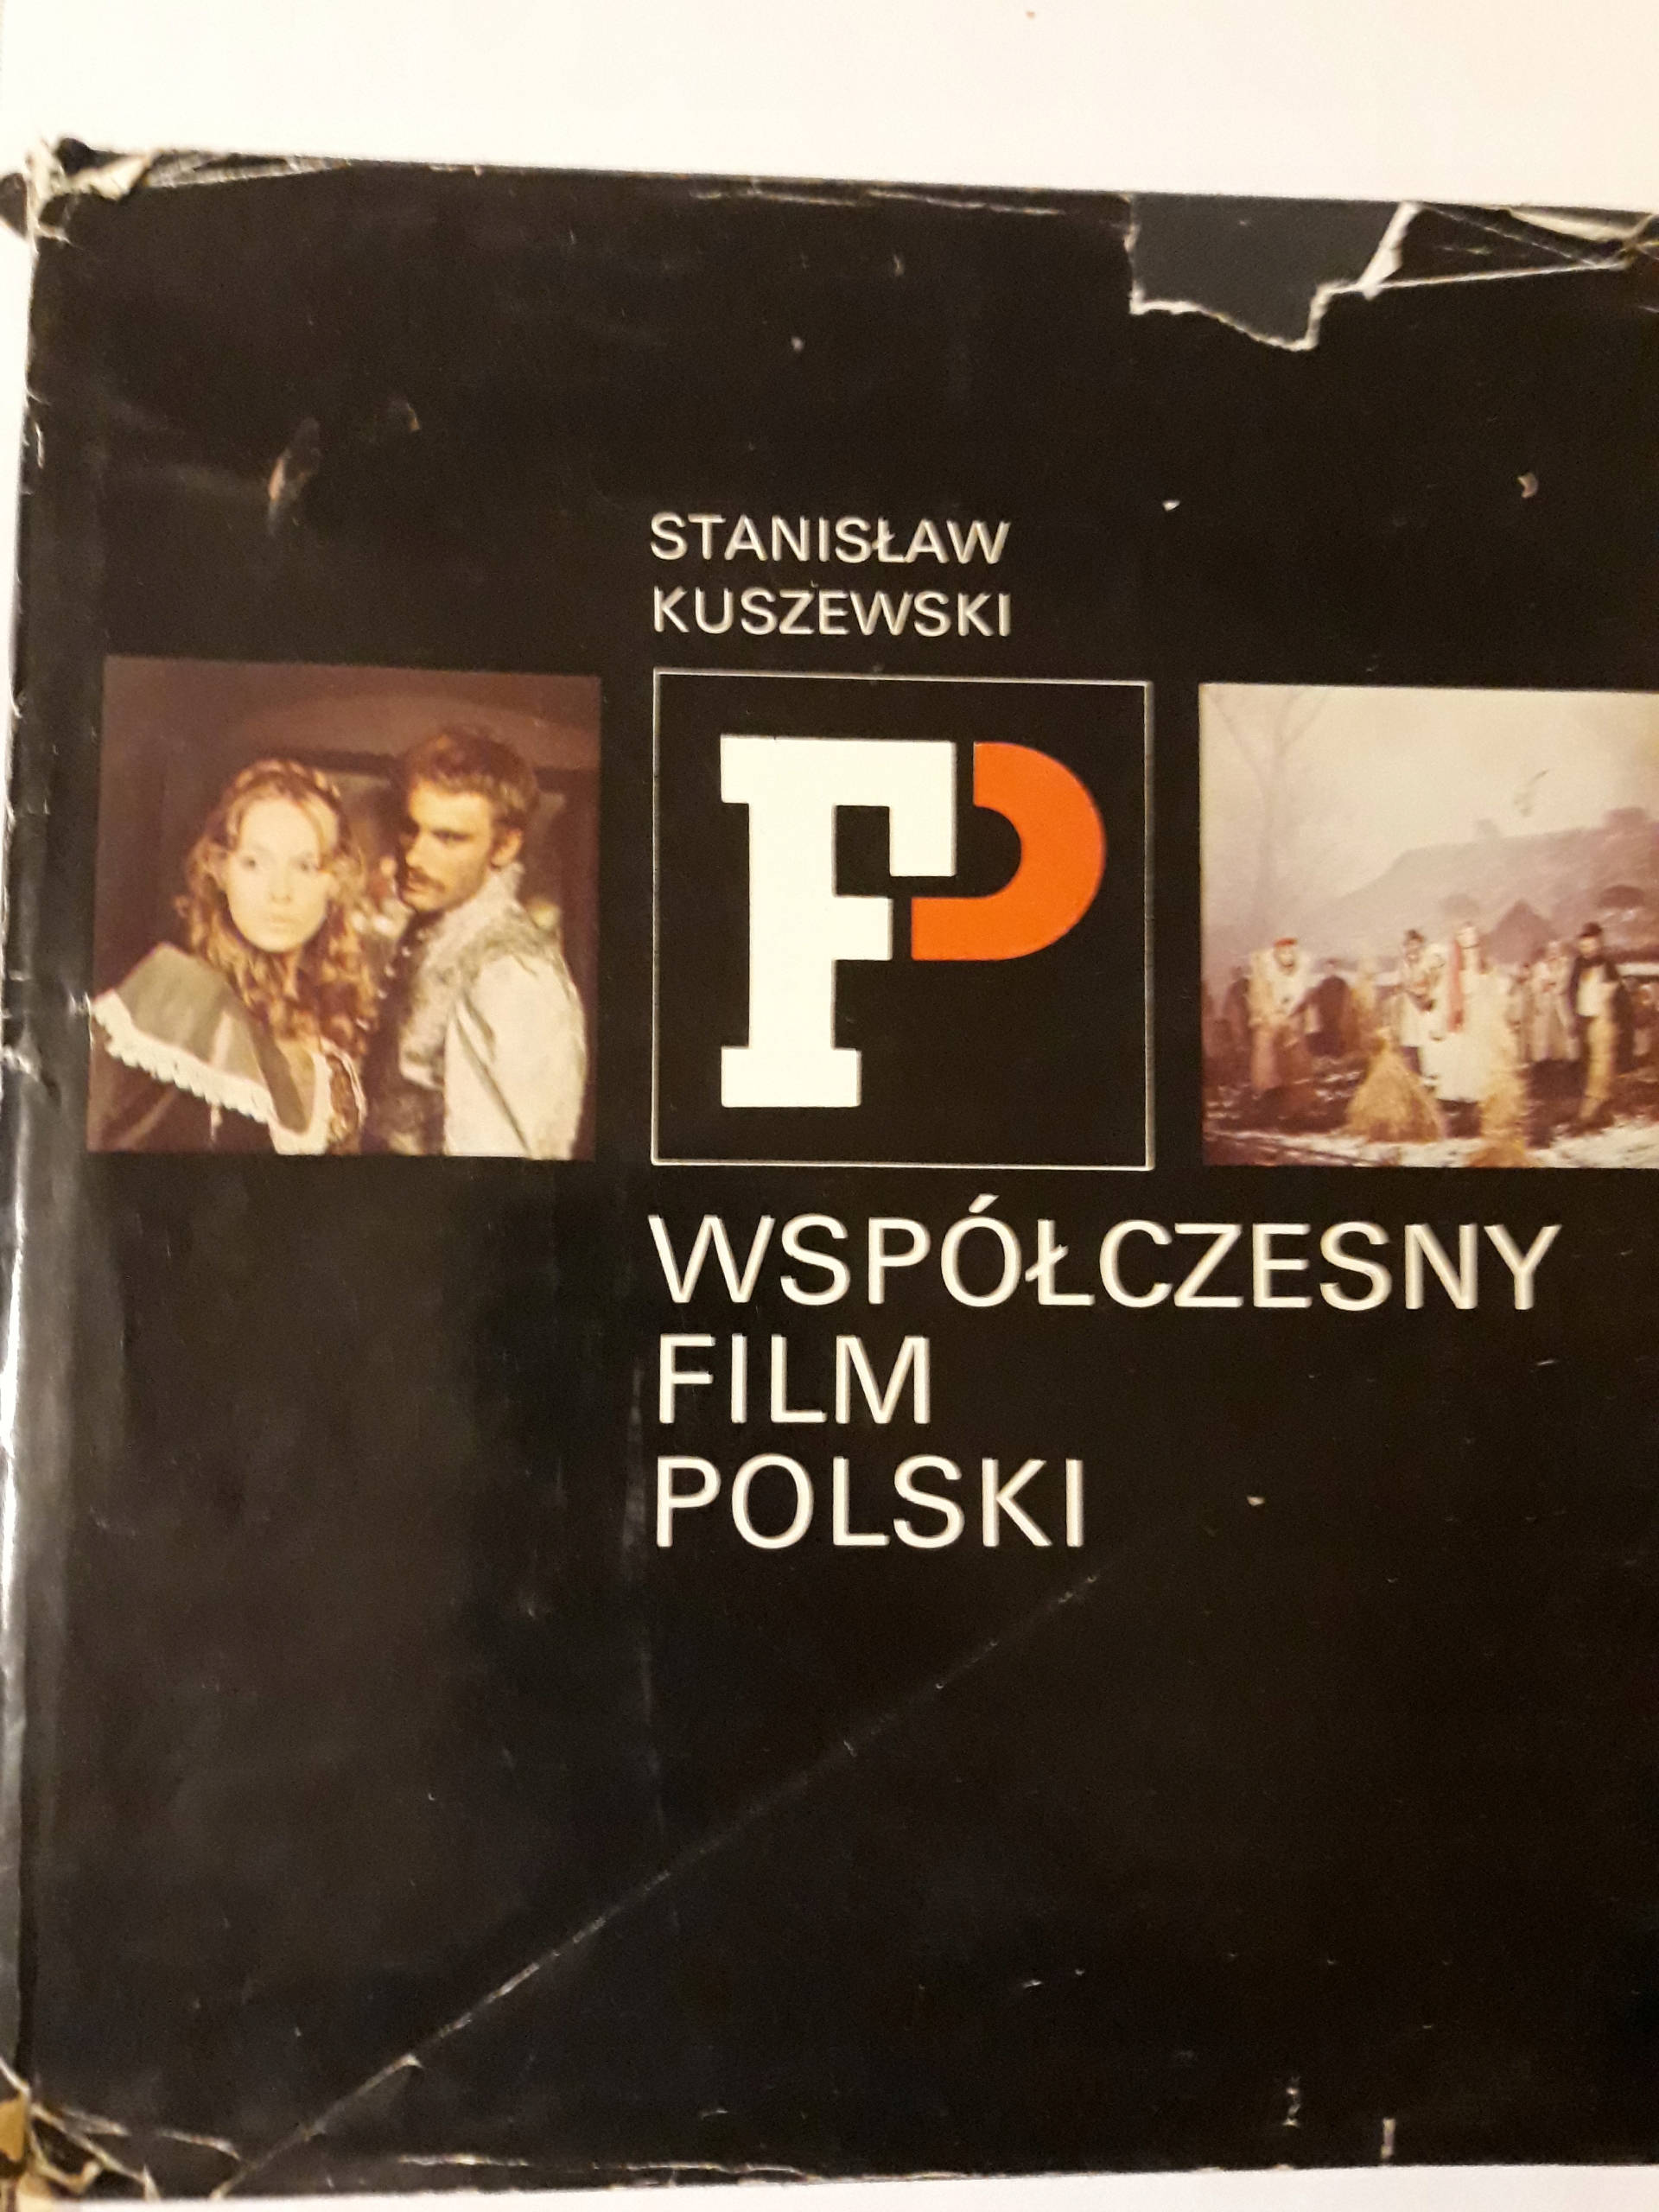 STANISŁAW
KUSZEWSKI
FP
WSPÓŁCZESNY
FILM
POLSKI